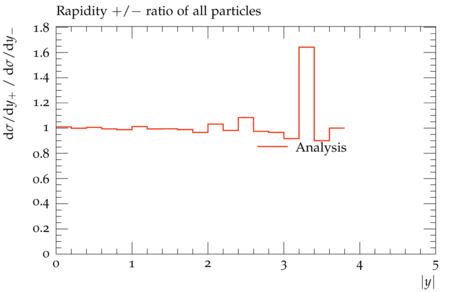 Rapidity +/− ratio of all particles
dσ/dy₊ / dσ/dy₋
1.8
1.6
1.4
1.2
1
0.8
0.6
0.4
0.2
0
Analysis
0 1 2 3 4 5
|y|